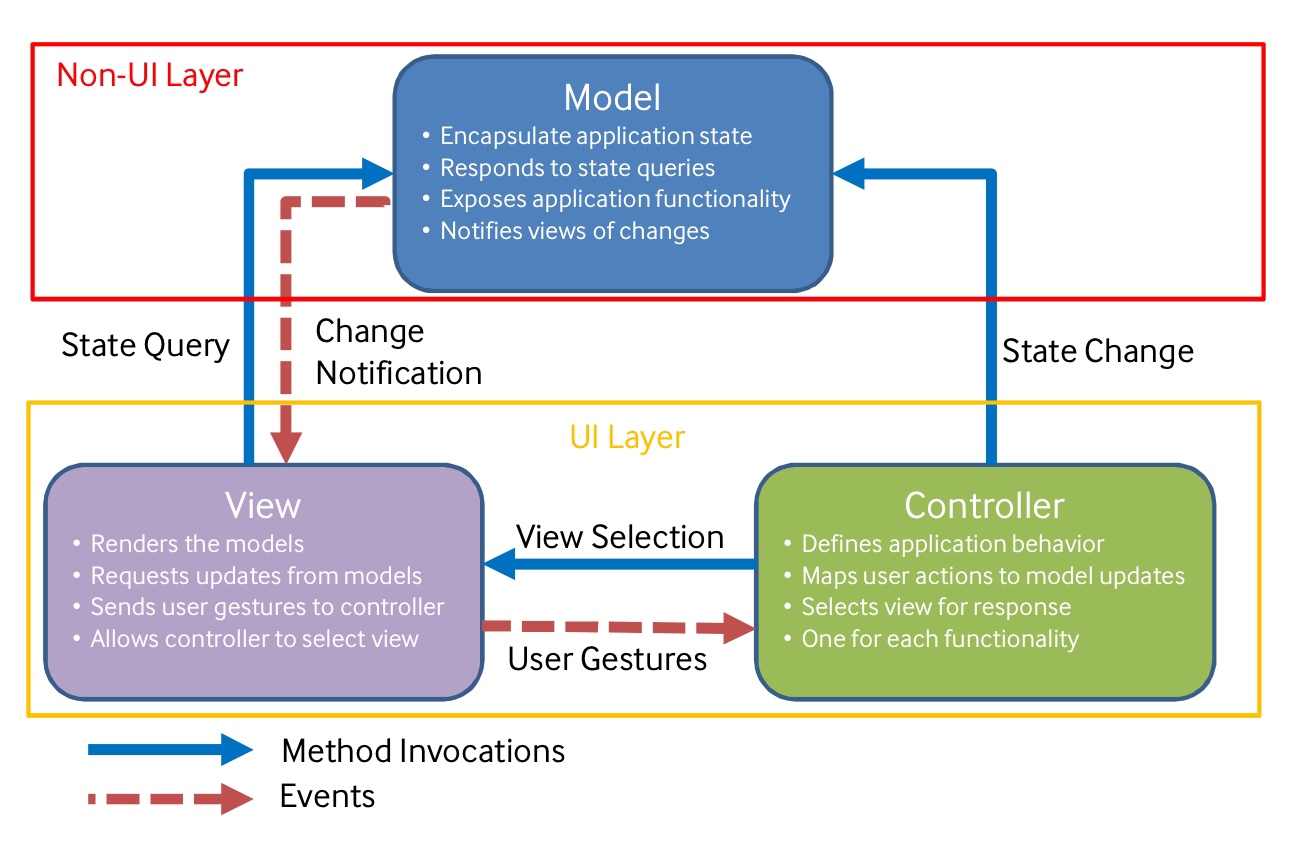 Non-UI Layer
Model
• Encapsulate application state
• Responds to state queries
• Exposes application functionality
• Notifies views of changes
State Query
Change
Notification
State Change
UI Layer
View
• Renders the models
• Requests updates from models
• Sends user gestures to controller
• Allows controller to select view
View Selection
User Gestures
Controller
• Defines application behavior
• Maps user actions to model updates
• Selects view for response
• One for each functionality
Method Invocations
Events